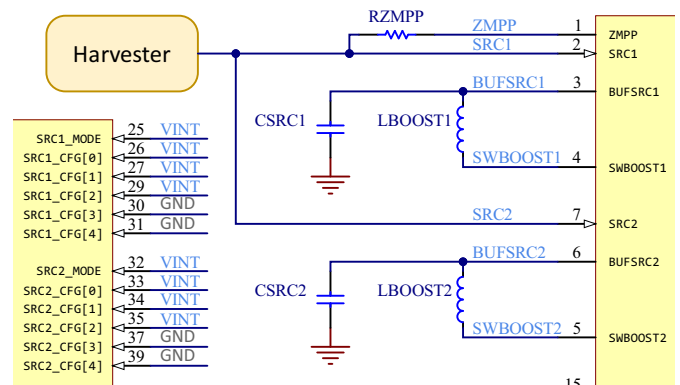 Harvester
RZMPP ZMPP 1 ZMPP
SRC1 2 SRC1
BUFSRC1 3 BUFSRC1
CSRC1 LBOOST1
SWBOOST1 4 SWBOOST1
SRC2 7 SRC2
BUFSRC2 6 BUFSRC2
CSRC2 LBOOST2
SWBOOST2 5 SWBOOST2
15
SRC1_MODE 25 VINT
SRC1_CFG[0] 26 VINT
SRC1_CFG[1] 27 VINT
SRC1_CFG[2] 29 VINT
SRC1_CFG[3] 30 GND
SRC1_CFG[4] 31 GND
SRC2_MODE 32 VINT
SRC2_CFG[0] 33 VINT
SRC2_CFG[1] 34 VINT
SRC2_CFG[2] 35 VINT
SRC2_CFG[3] 37 GND
SRC2_CFG[4] 39 GND